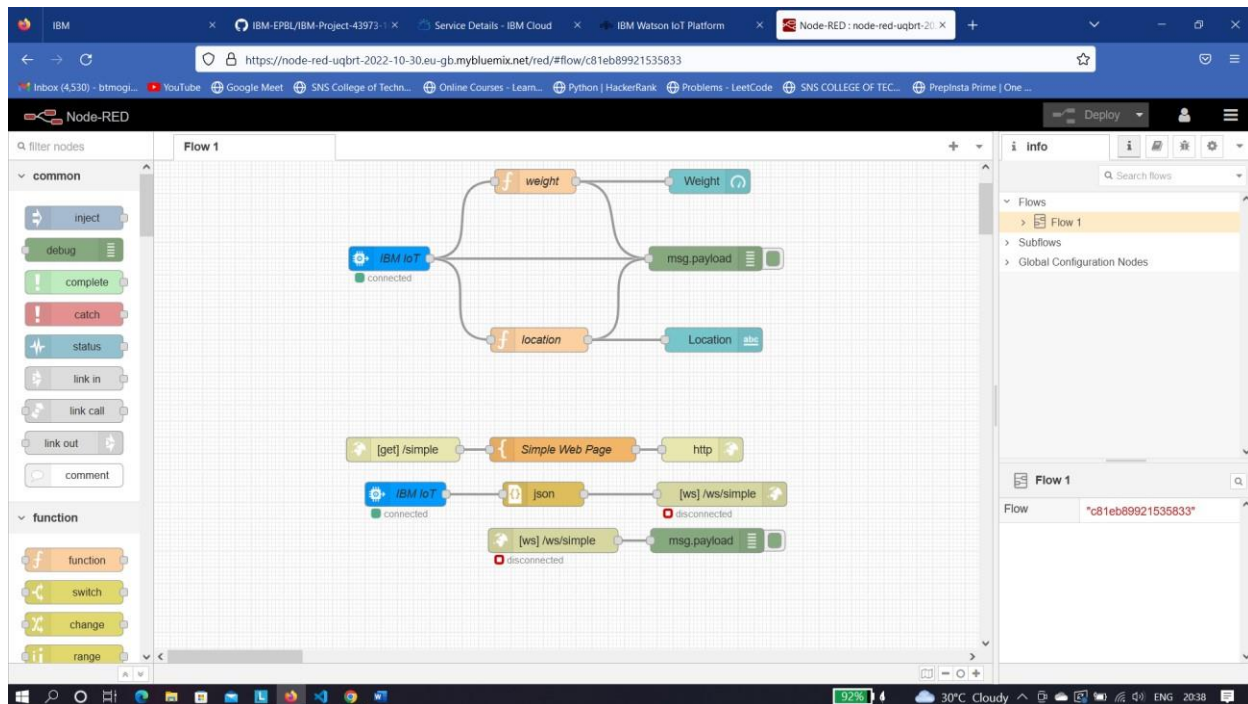 IBM
IBM-EPBL/IBM-Project-43973-1
Service Details - IBM Cloud
IBM Watson IoT Platform
Node-RED : node-red-uqbrt-20
https://node-red-uqbrt-2022-10-30.eu-gb.mybluemix.net/red/#flow/c81eb89921535833
Inbox (4,530) - btmogi...
YouTube
Google Meet
SNS College of Techn...
Online Courses - Learn...
Python | HackerRank
Problems - LeetCode
SNS COLLEGE OF TEC...
PrepInsta Prime | One ...
Node-RED
Deploy
filter nodes
Flow 1
i info
i
common
Search flows
inject
debug
complete
catch
status
link in
link call
link out
comment
function
function
switch
change
range
weight
Weight
IBM IoT
connected
msg.payload
location
Location abc
[get] /simple
Simple Web Page
http
IBM IoT
connected
json
[ws] /ws/simple
disconnected
[ws] /ws/simple
disconnected
msg.payload
Flows
Flow 1
Subflows
Global Configuration Nodes
Flow 1
Flow "c81eb89921535833"
92%
30°C Cloudy
ENG
20:38